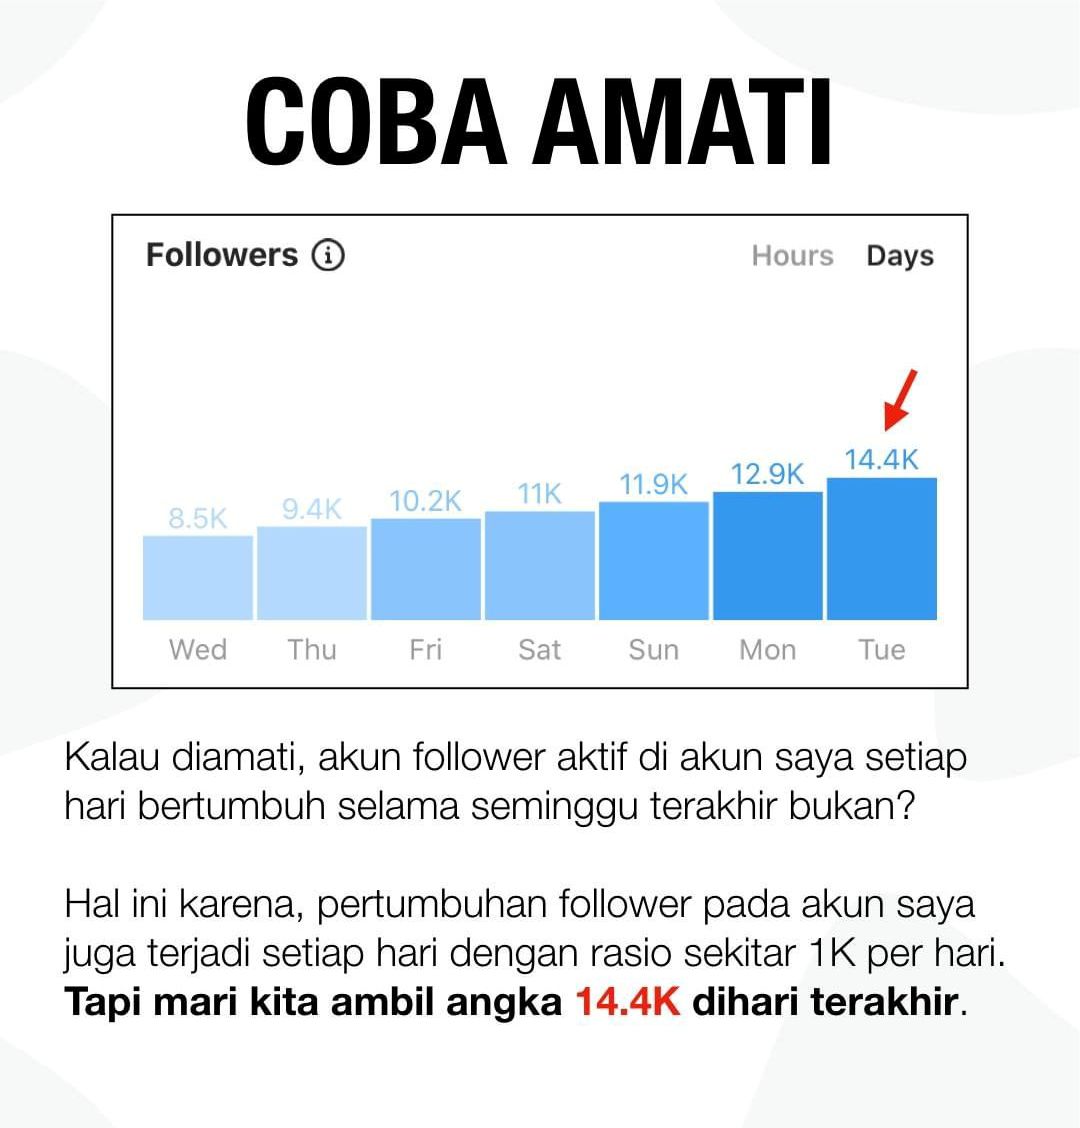 COBA AMATI
Followers
Hours Days
8.5K 9.4K 10.2K 11K 11.9K 12.9K 14.4K
Wed Thu Fri Sat Sun Mon Tue
Kalau diamati, akun follower aktif di akun saya setiap
hari bertumbuh selama seminggu terakhir bukan?
Hal ini karena, pertumbuhan follower pada akun saya
juga terjadi setiap hari dengan rasio sekitar 1K per hari.
Tapi mari kita ambil angka 14.4K dihari terakhir.